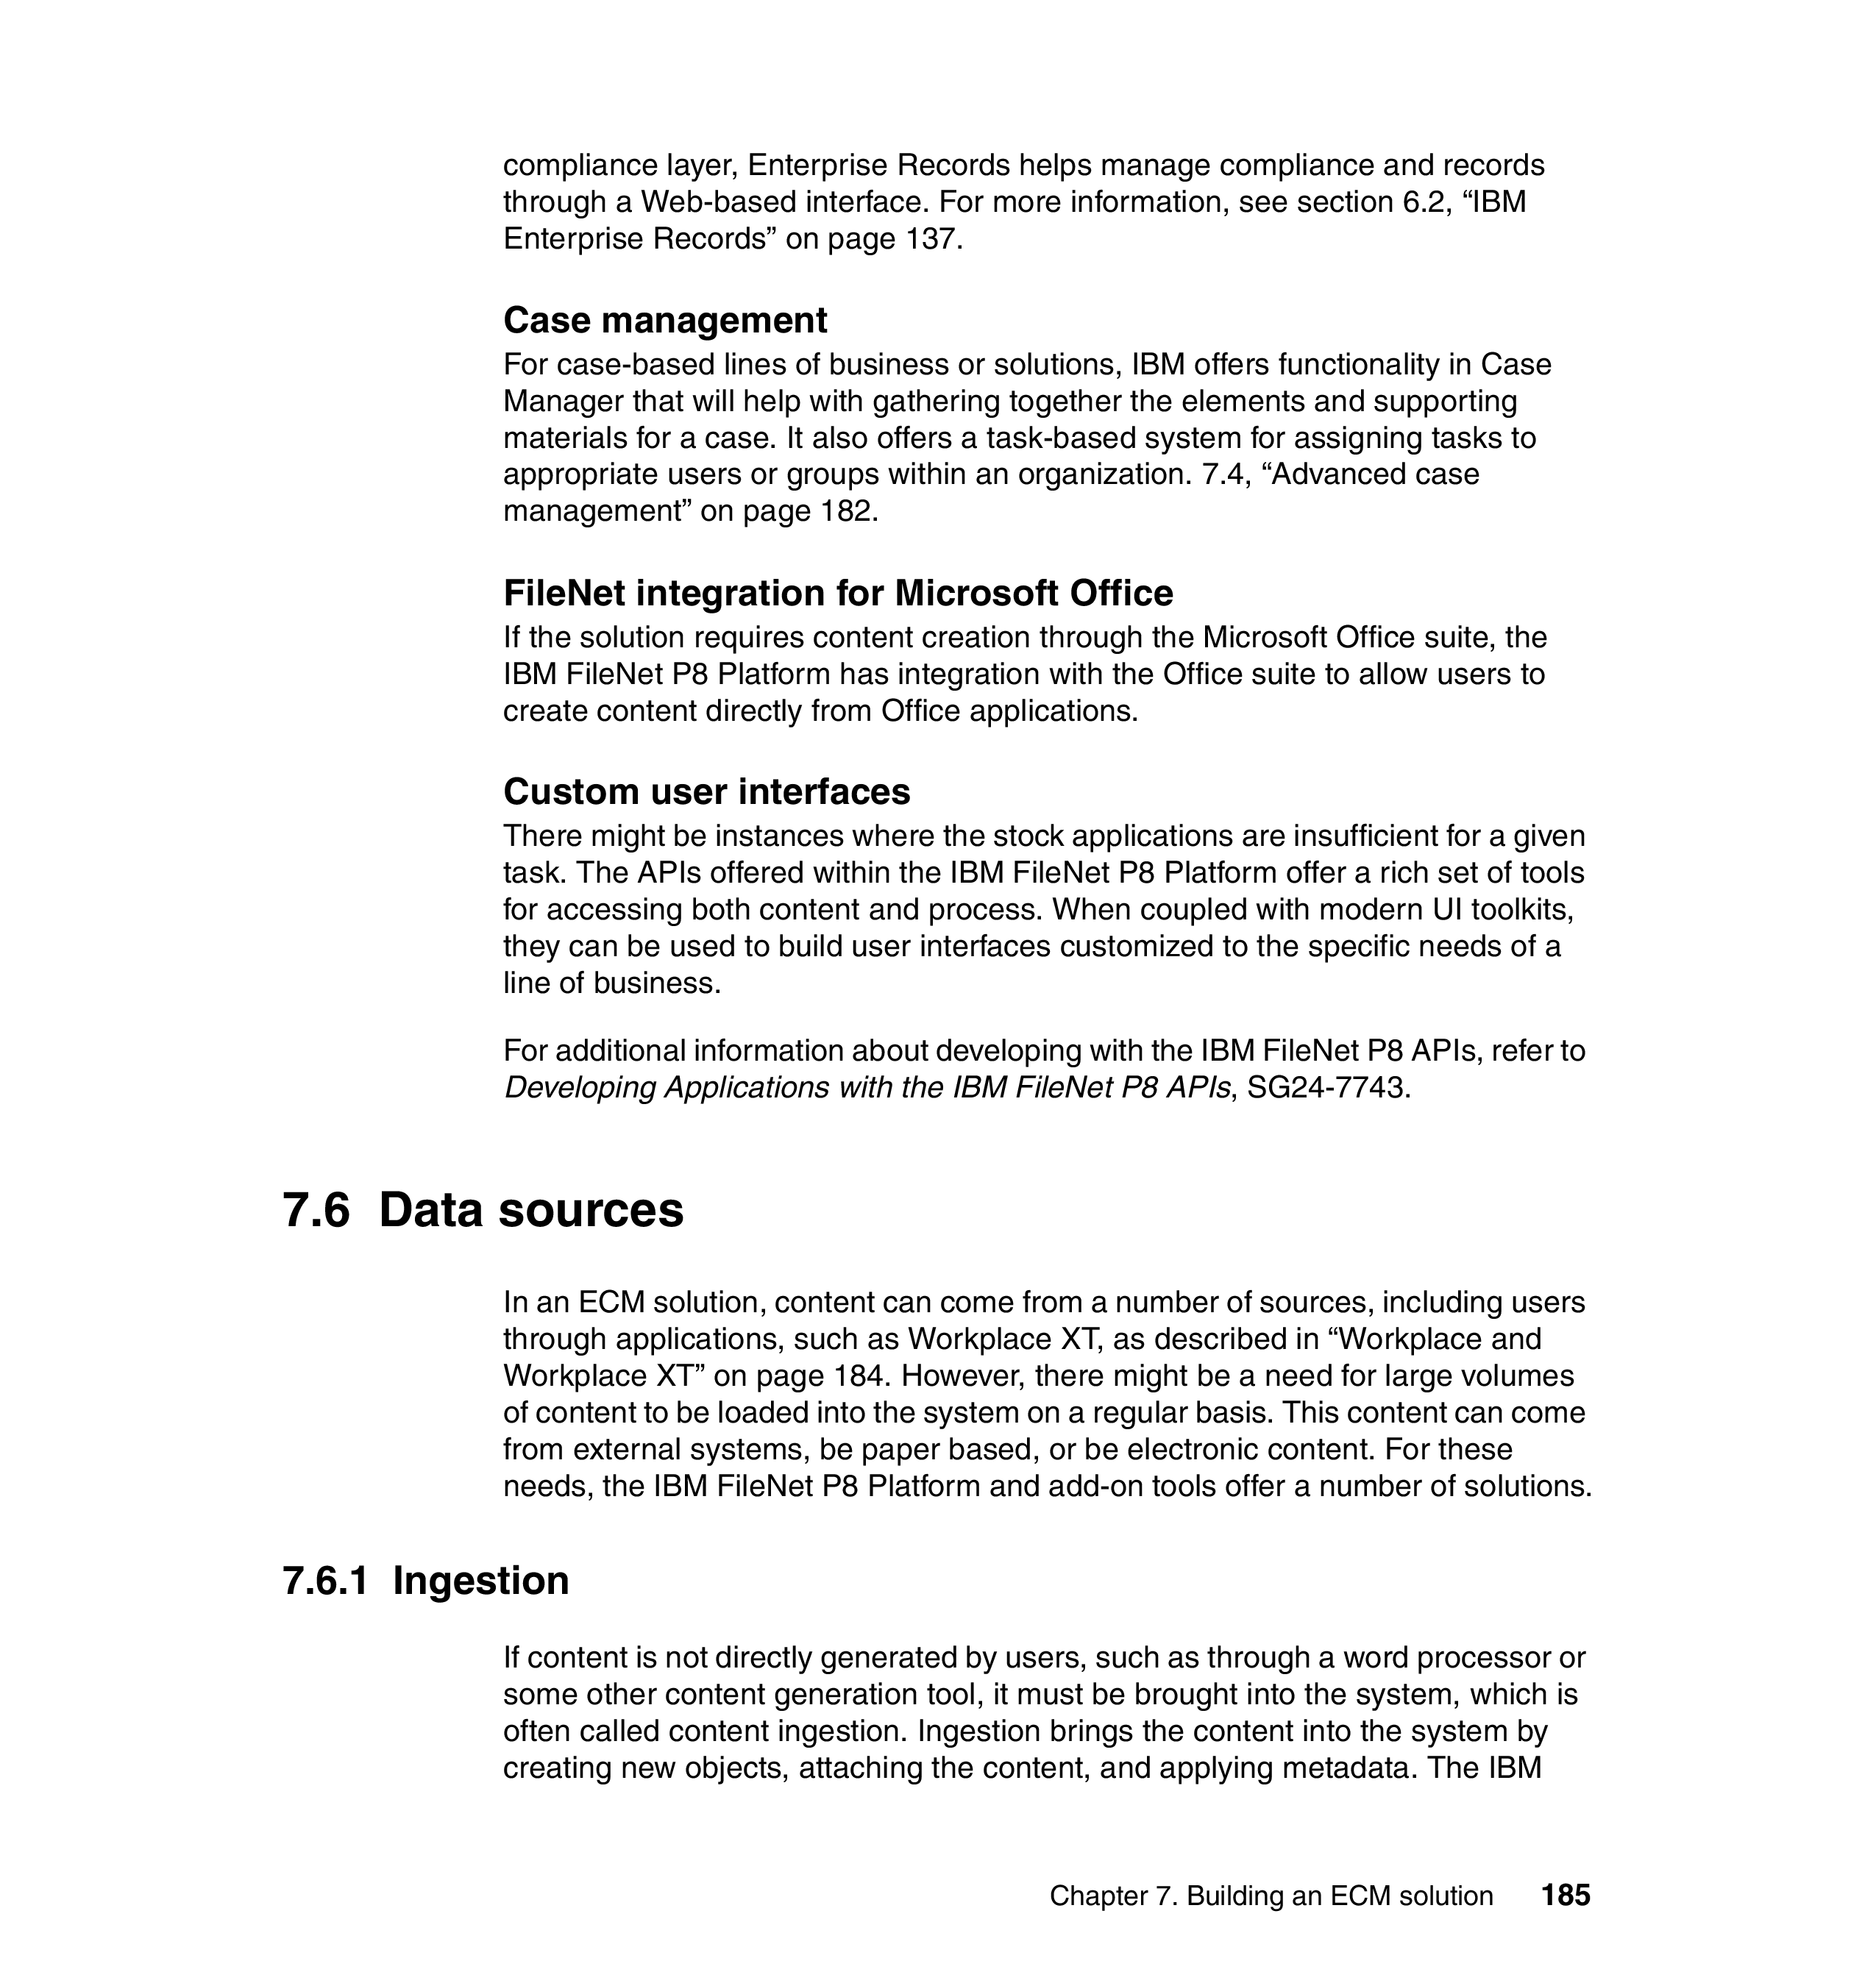 compliance layer, Enterprise Records helps manage compliance and records
through a Web-based interface. For more information, see section 6.2, “IBM
Enterprise Records” on page 137.
Case management
For case-based lines of business or solutions, IBM offers functionality in Case
Manager that will help with gathering together the elements and supporting
materials for a case. It also offers a task-based system for assigning tasks to
appropriate users or groups within an organization. 7.4, “Advanced case
management” on page 182.
FileNet integration for Microsoft Office
If the solution requires content creation through the Microsoft Office suite, the
IBM FileNet P8 Platform has integration with the Office suite to allow users to
create content directly from Office applications.
Custom user interfaces
There might be instances where the stock applications are insufficient for a given
task. The APIs offered within the IBM FileNet P8 Platform offer a rich set of tools
for accessing both content and process. When coupled with modern UI toolkits,
they can be used to build user interfaces customized to the specific needs of a
line of business.
For additional information about developing with the IBM FileNet P8 APIs, refer to
Developing Applications with the IBM FileNet P8 APIs, SG24-7743.
7.6 Data sources
In an ECM solution, content can come from a number of sources, including users
through applications, such as Workplace XT, as described in “Workplace and
Workplace XT” on page 184. However, there might be a need for large volumes
of content to be loaded into the system on a regular basis. This content can come
from external systems, be paper based, or be electronic content. For these
needs, the IBM FileNet P8 Platform and add-on tools offer a number of solutions.
7.6.1 Ingestion
If content is not directly generated by users, such as through a word processor or
some other content generation tool, it must be brought into the system, which is
often called content ingestion. Ingestion brings the content into the system by
creating new objects, attaching the content, and applying metadata. The IBM
Chapter 7. Building an ECM solution 185